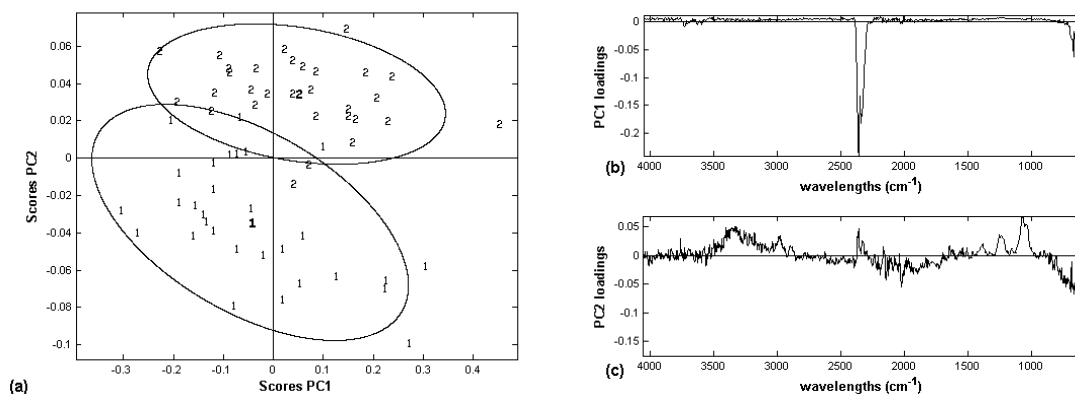 0.06
0.04
0.02
0
-0.02
-0.04
-0.06
-0.08
-0.1
Scores PC2
-0.3 -0.2 -0.1 0 0.1 0.2 0.3 0.4
Scores PC1
(a)
0
-0.05
-0.1
-0.15
-0.2
PC1 loadings
4000 3500 3000 2500 2000 1500 1000
wavelengths (cm⁻¹)
(b)
0.05
0
-0.05
-0.1
-0.15
PC2 loadings
4000 3500 3000 2500 2000 1500 1000
wavelengths (cm⁻¹)
(c)